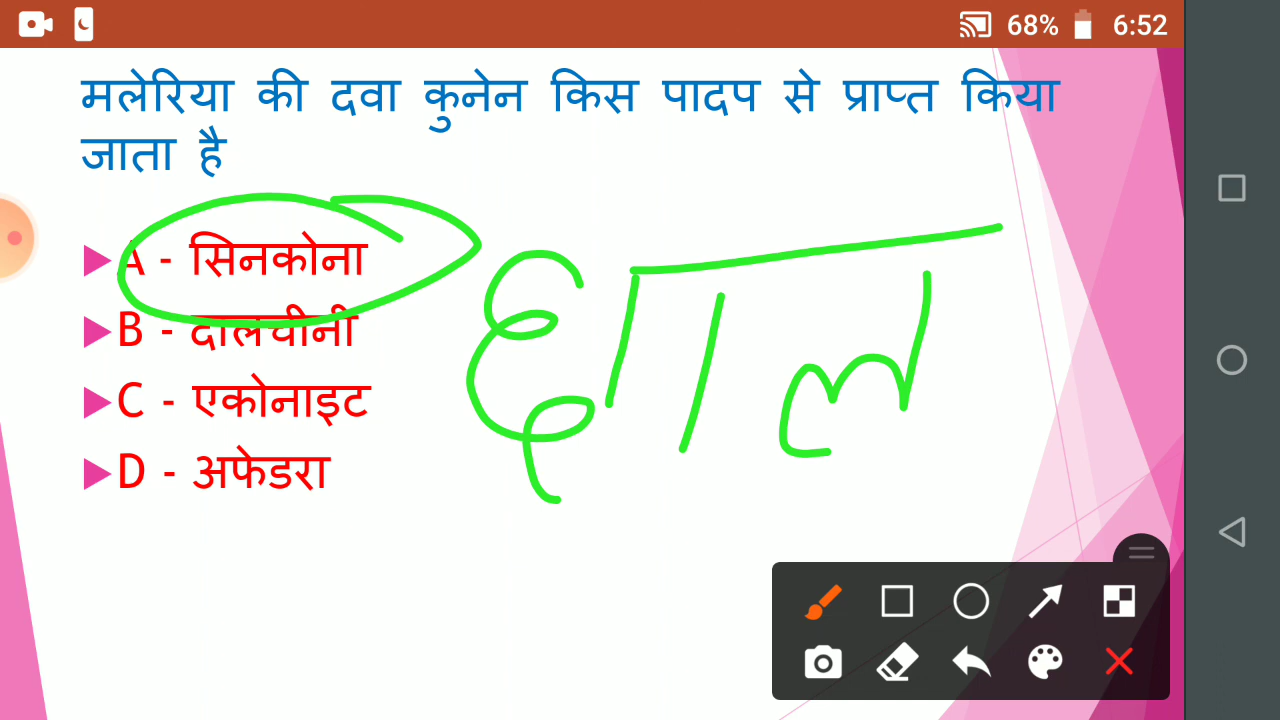 68% 6:52
मलेरिया की दवा कुनेन किस पादप से प्राप्त किया
जाता है
A - सिनकोना
B - दालचीनी
C - एकोनाइट
D - अफेडरा
छाल